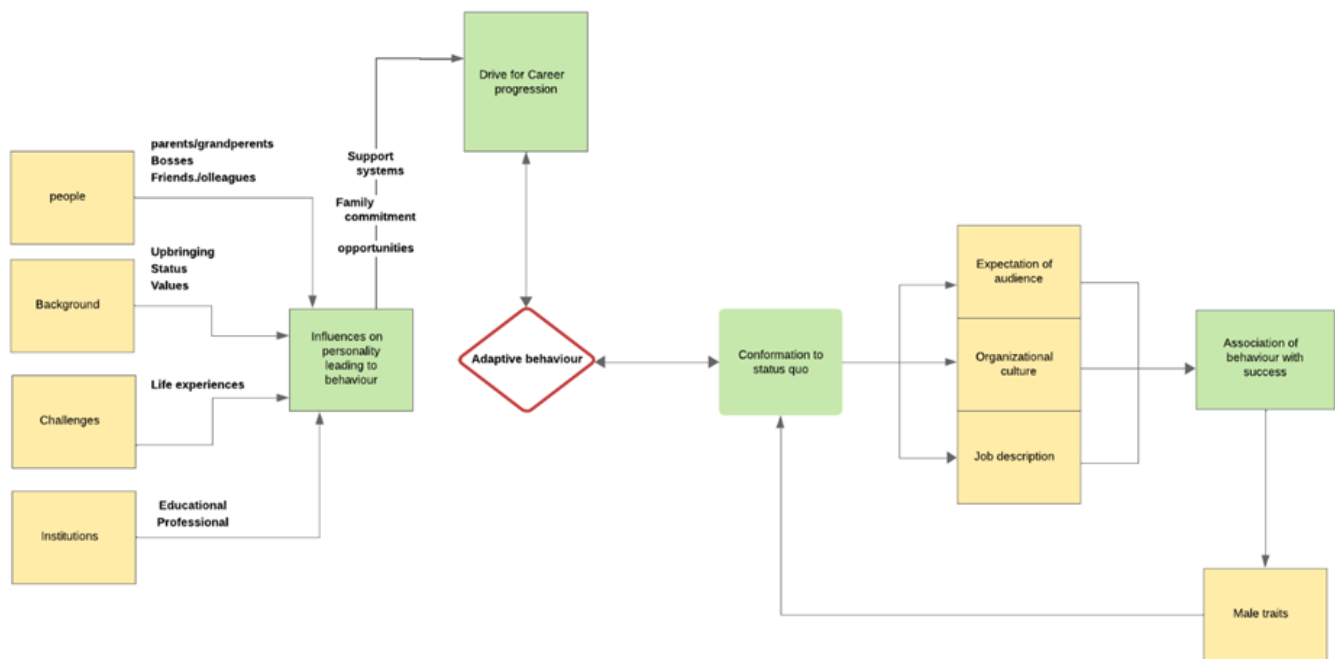 Drive for Career
progression
parents/grandperents
Bosses
Friends./olleagues
people
Support
systems
Family
commitment
opportunities
Upbringing
Status
Values
Background
Influences on
personality
leading to
behaviour
Adaptive behaviour
Conformation to
status quo
Expectation of
audience
Organizational
culture
Job description
Association of
behaviour with
success
Life experiences
Challenges
Educational
Professional
Institutions
Male traits